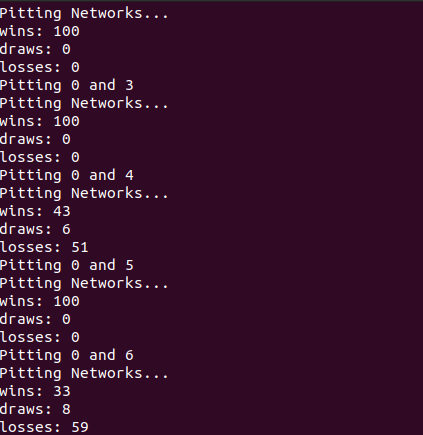 Pitting Networks...
wins: 100
draws: 0
losses: 0
Pitting 0 and 3
Pitting Networks...
wins: 100
draws: 0
losses: 0
Pitting 0 and 4
Pitting Networks...
wins: 43
draws: 6
losses: 51
Pitting 0 and 5
Pitting Networks...
wins: 100
draws: 0
losses: 0
Pitting 0 and 6
Pitting Networks...
wins: 33
draws: 8
losses: 59